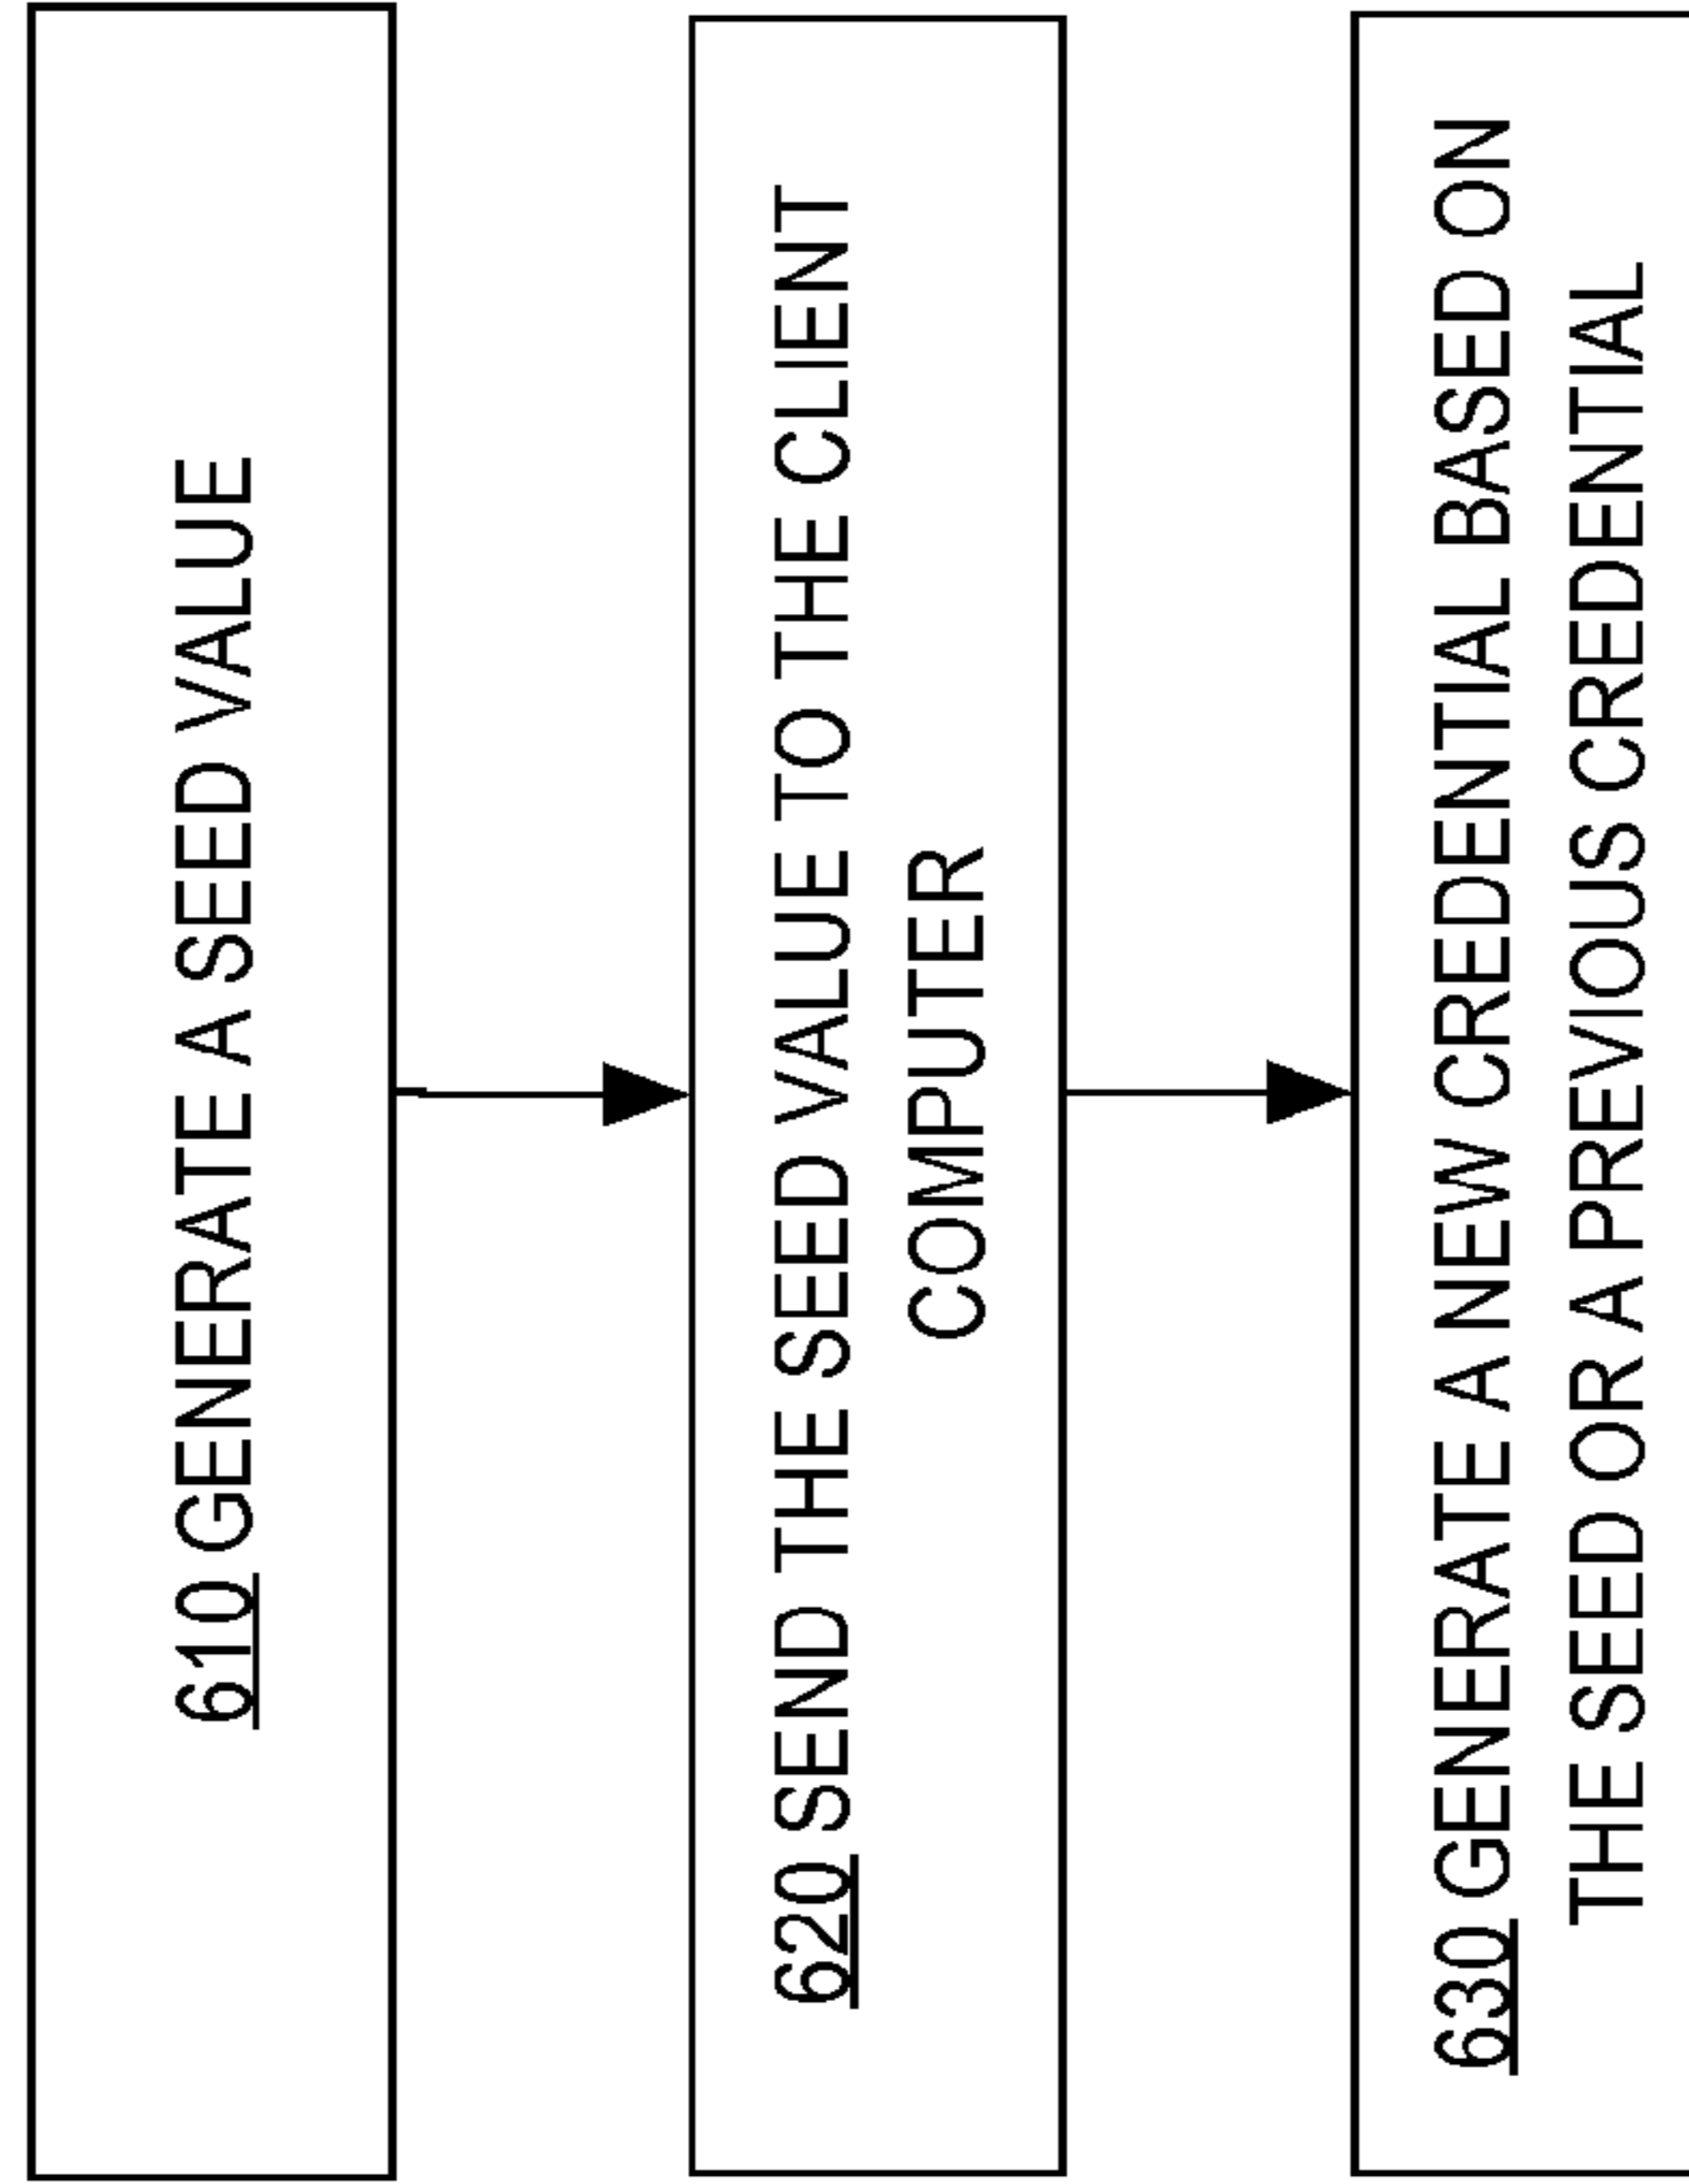 610 GENERATE A SEED VALUE
620 SEND THE SEED VALUE TO THE CLIENT
COMPUTER
630 GENERATE A NEW CREDENTIAL BASED ON
THE SEED OR A PREVIOUS CREDENTIAL